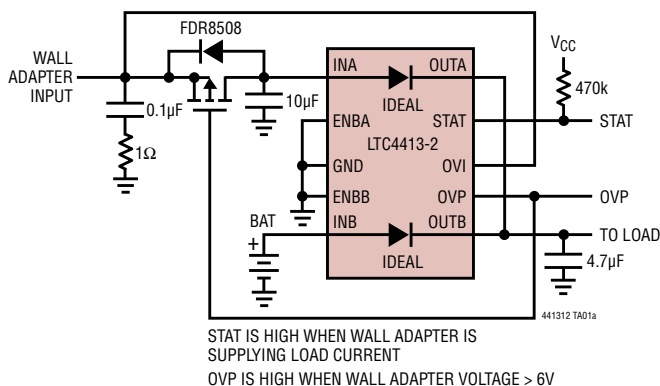 FDR8508
WALL
ADAPTER
INPUT
0.1µF
1Ω
10µF
INA
OUTA
IDEAL
ENBA
STAT
LTC4413-2
GND
OVI
ENBB
OVP
INB
OUTB
IDEAL
BAT
+
VCC
470k
STAT
OVP
TO LOAD
4.7µF
441312 TA01a
STAT IS HIGH WHEN WALL ADAPTER IS
SUPPLYING LOAD CURRENT
OVP IS HIGH WHEN WALL ADAPTER VOLTAGE > 6V